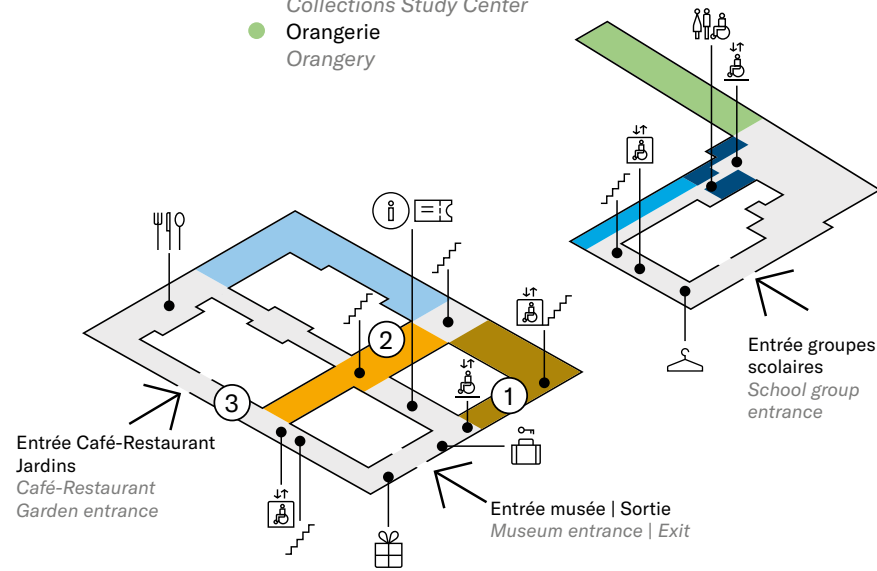 Collections Study Center
Orangerie
Orangery
2
1
3
Entrée groupes
scolaires
School group
entrance
Entrée Café-Restaurant
Jardins
Café-Restaurant
Garden entrance
Entrée musée | Sortie
Museum entrance | Exit